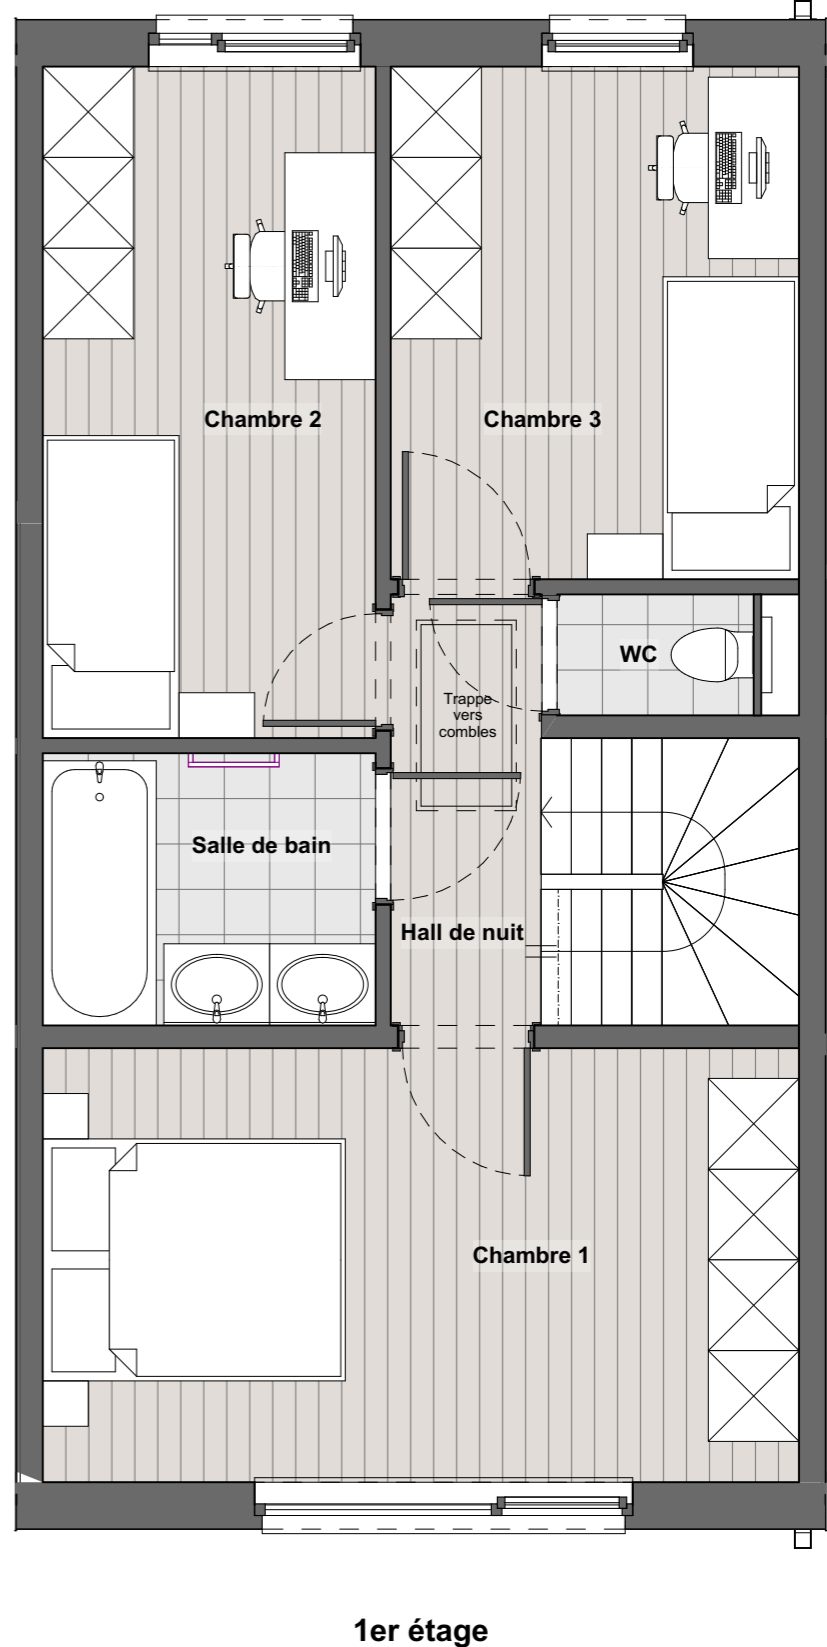 Chambre 2
Chambre 3
WC
Trappe
vers
combles
Salle de bain
Hall de nuit
Chambre 1
1er étage